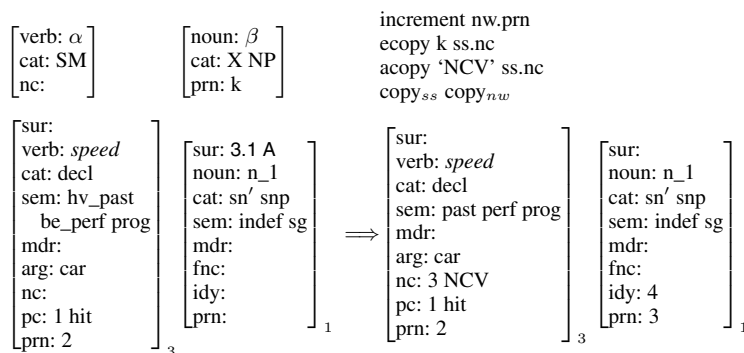 verb: α
cat: SM
nc:
noun: β
cat: X NP
prn: k
increment nw.prn
ecopy k ss.nc
acopy ‘NCV’ ss.nc
copy_ss copy_nw
sur:
verb: speed
cat: decl
sem: hv_past
be_perf prog
mdr:
arg: car
nc:
pc: 1 hit
prn: 2
3
sur: 3.1 A
noun: n_1
cat: sn′ snp
sem: indef sg
mdr:
fnc:
idy:
prn:
1
⟹
sur:
verb: speed
cat: decl
sem: past perf prog
mdr:
arg: car
nc: 3 NCV
pc: 1 hit
prn: 2
3
sur:
noun: n_1
cat: sn′ snp
sem: indef sg
mdr:
fnc:
idy: 4
prn: 3
1